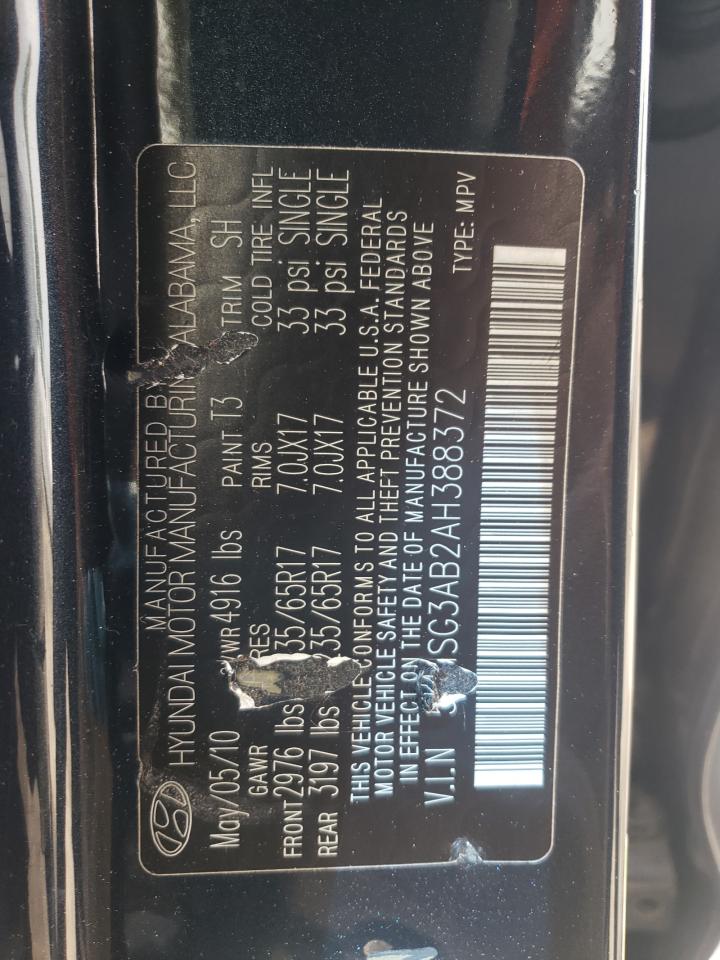 MANUFACTURED BY
HYUNDAI MOTOR MANUFACTURING ALABAMA, LLC
May/05/10 4916 lbs PAINT T3 TRIM SH
GAWR RIMS COLD TIRE INFL
FRONT 2976 lbs 35/65R17 7.0JX17 33 psi SINGLE
REAR 3197 lbs 35/65R17 7.0JX17 33 psi SINGLE
THIS VEHICLE CONFORMS TO ALL APPLICABLE U.S.A. FEDERAL
MOTOR VEHICLE SAFETY AND THEFT PREVENTION STANDARDS
IN EFFECT ON THE DATE OF MANUFACTURE SHOWN ABOVE
V.I.N 5 SG3AB2AH388372 TYPE: MPV